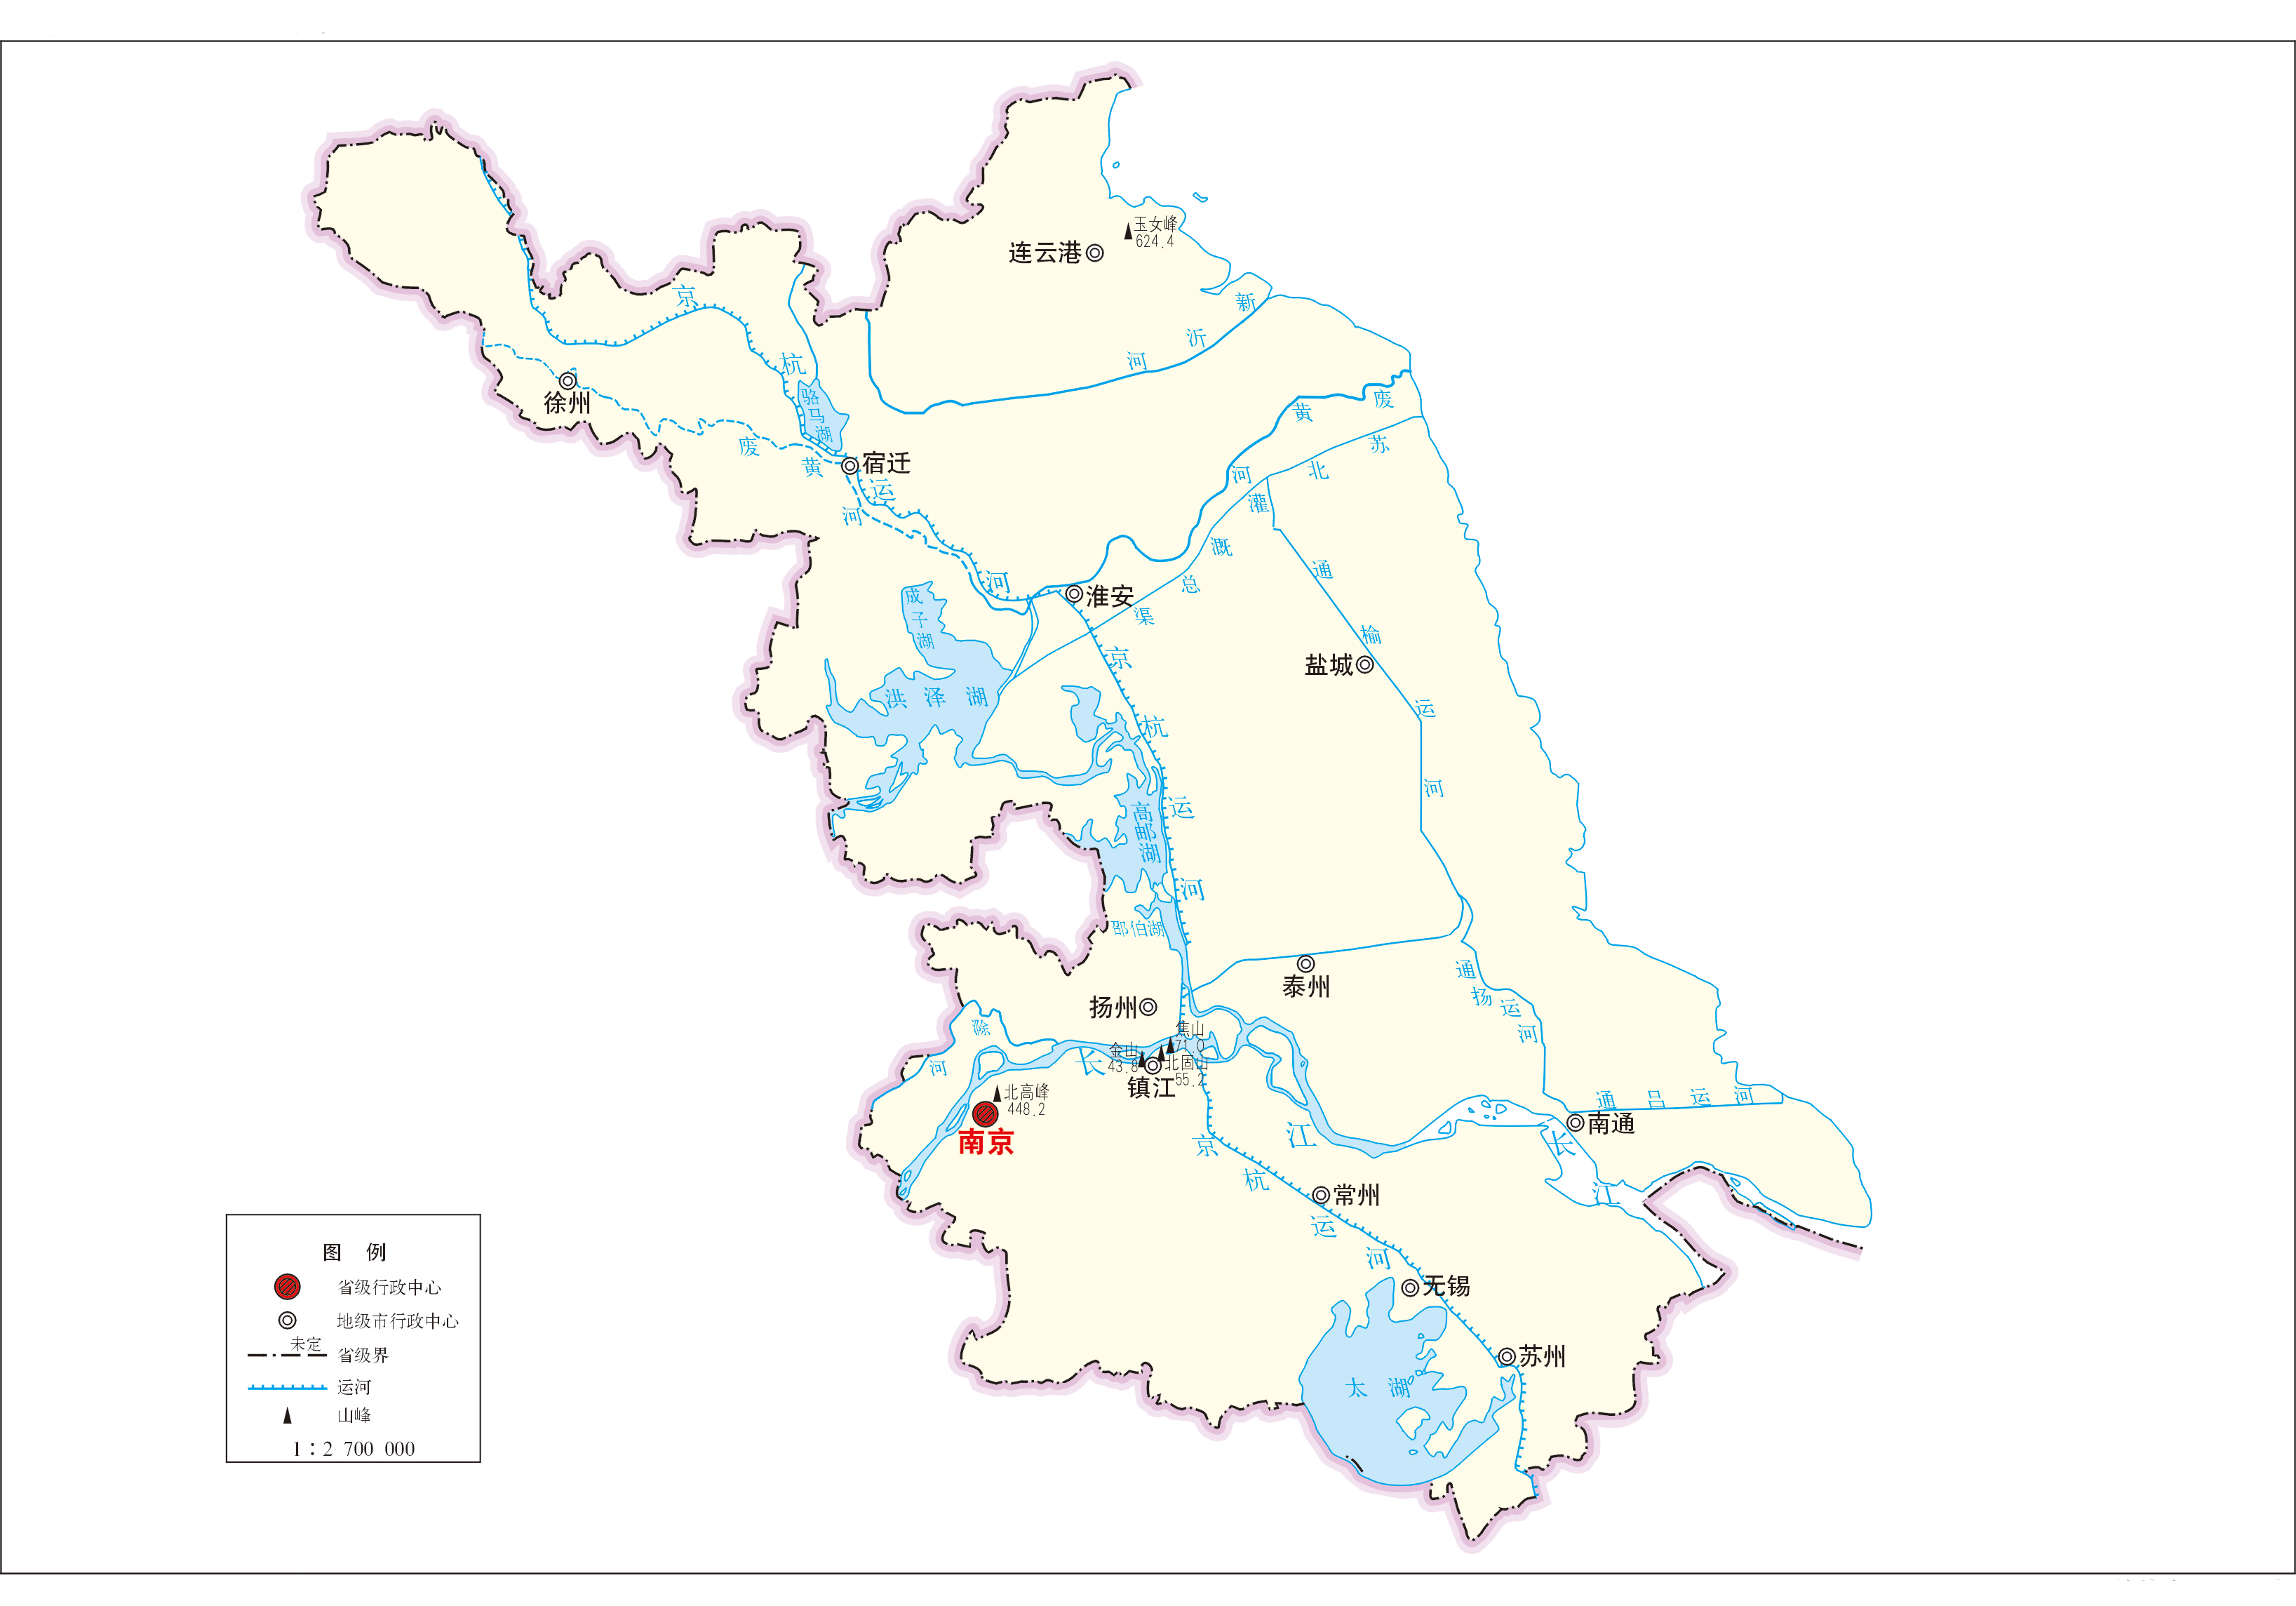 玉女峰
624.4
连云港
新沂河
京杭运河
骆马湖
徐州
废黄河
宿迁
废黄河
苏北灌溉总渠
淮安
成子湖
洪泽湖
通榆运河
盐城
京杭运河
高邮湖
邵伯湖
泰州
通扬运河
扬州
滁河
长江
焦山
71.0
金山
43.8
北固山
55.2
镇江
北高峰
448.2
南京
通吕运河
南通
长江
京杭运河
常州
无锡
苏州
太湖
图 例
省级行政中心
地级市行政中心
未定
省级界
运河
山峰
1：2 700 000